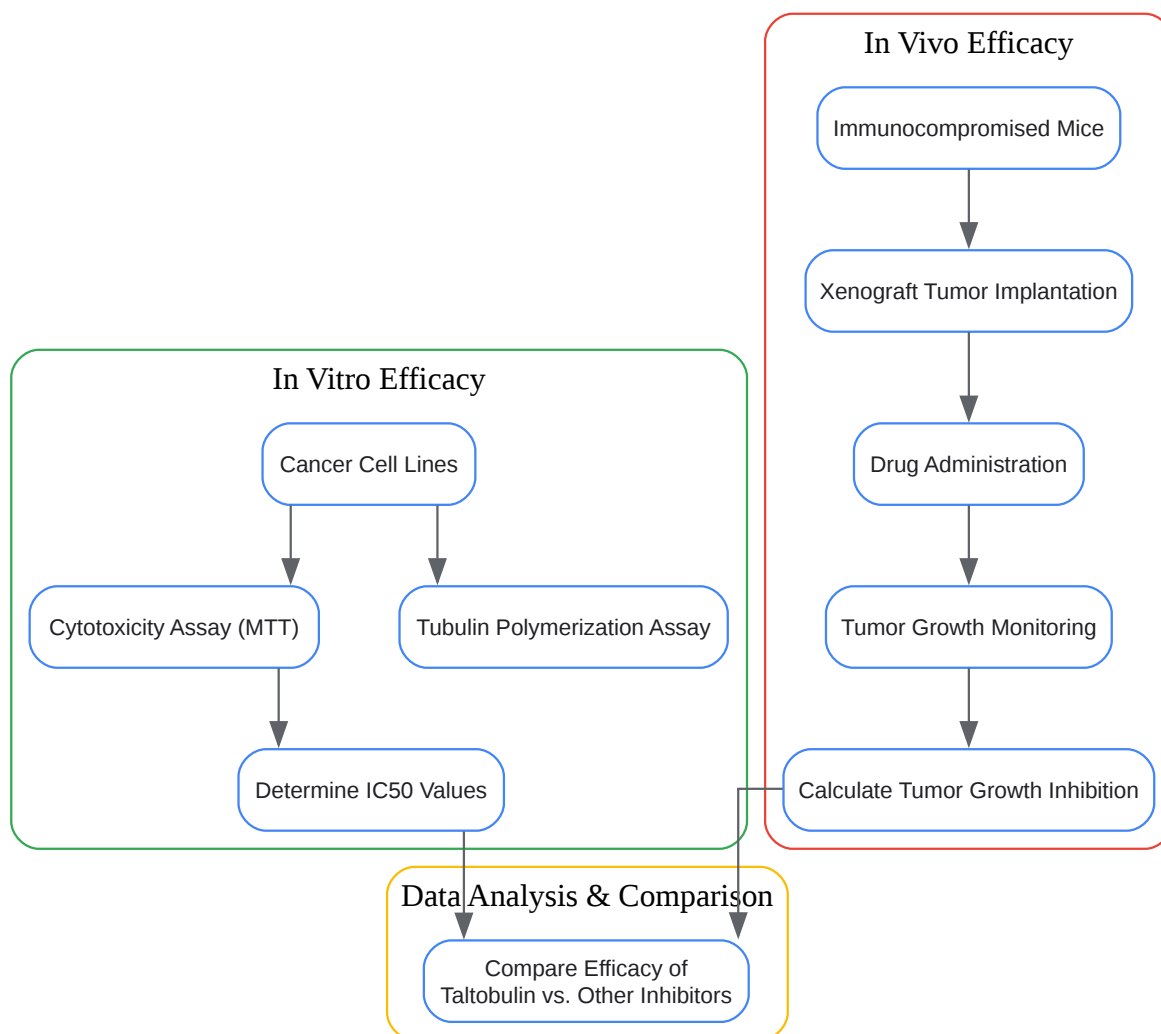 In Vivo Efficacy
Immunocompromised Mice
Xenograft Tumor Implantation
Drug Administration
Tumor Growth Monitoring
Calculate Tumor Growth Inhibition
In Vitro Efficacy
Cancer Cell Lines
Cytotoxicity Assay (MTT)
Tubulin Polymerization Assay
Determine IC50 Values
Data Analysis & Comparison
Compare Efficacy of
Taltobulin vs. Other Inhibitors